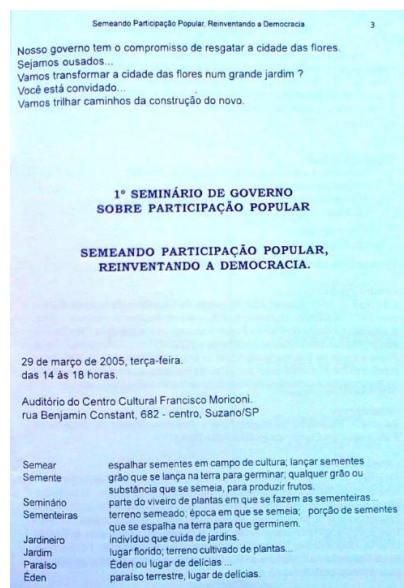 Semeando Participação Popular, Reinventando a Democracia 3
Nosso governo tem o compromisso de resgatar a cidade das flores.
Sejamos ousados...
Vamos transformar a cidade das flores num grande jardim ?
Você está convidado...
Vamos trilhar caminhos da construção do novo.
1º SEMINÁRIO DE GOVERNO
SOBRE PARTICIPAÇÃO POPULAR
SEMEANDO PARTICIPAÇÃO POPULAR,
REINVENTANDO A DEMOCRACIA.
29 de março de 2005, terça-feira.
das 14 às 18 horas.
Auditório do Centro Cultural Francisco Moriconi.
rua Benjamin Constant, 682 - centro, Suzano/SP
Semear espalhar sementes em campo de cultura; lançar sementes
Semente grão que se lança na terra para germinar; qualquer grão ou
substância que se semeia, para produzir frutos.
Seminário parte do viveiro de plantas em que se fazem as sementeiras...
Sementeiras terreno semeado; época em que se semeia; porção de sementes
que se espalha na terra para que germinem.
Jardineiro indivíduo que cuida de jardins.
Jardim lugar florido; terreno cultivado de plantas...
Paraíso Éden ou lugar de delícias ...
Éden paraíso terrestre, lugar de delícias.